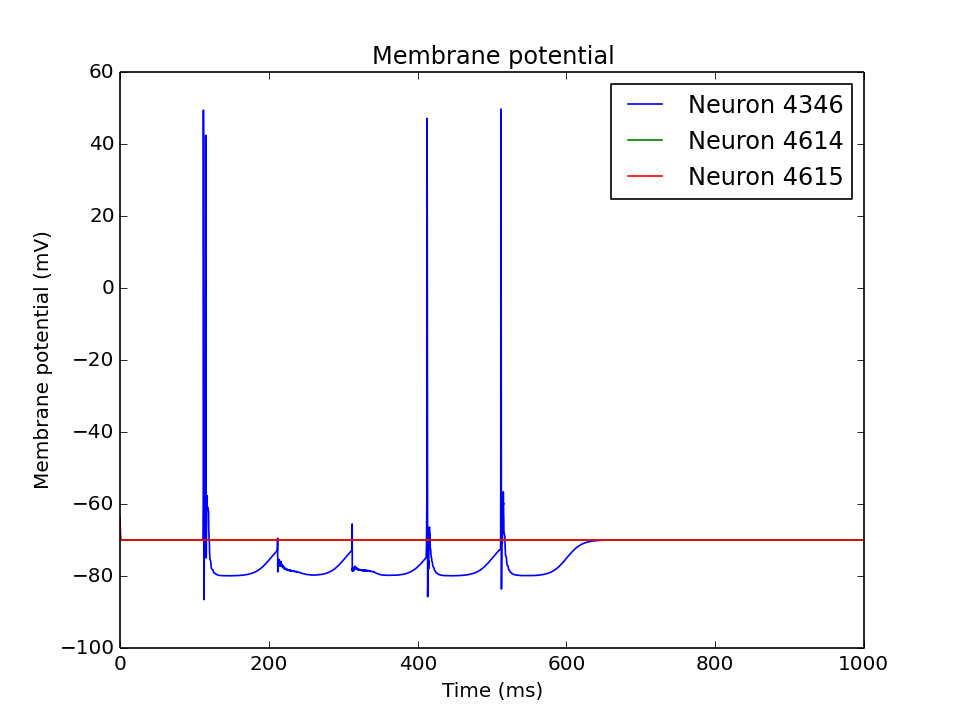 Membrane potential
60
40
20
0
−20
−40
−60
−80
−100
Membrane potential (mV)
Neuron 4346
Neuron 4614
Neuron 4615
0 200 400 600 800 1000
Time (ms)